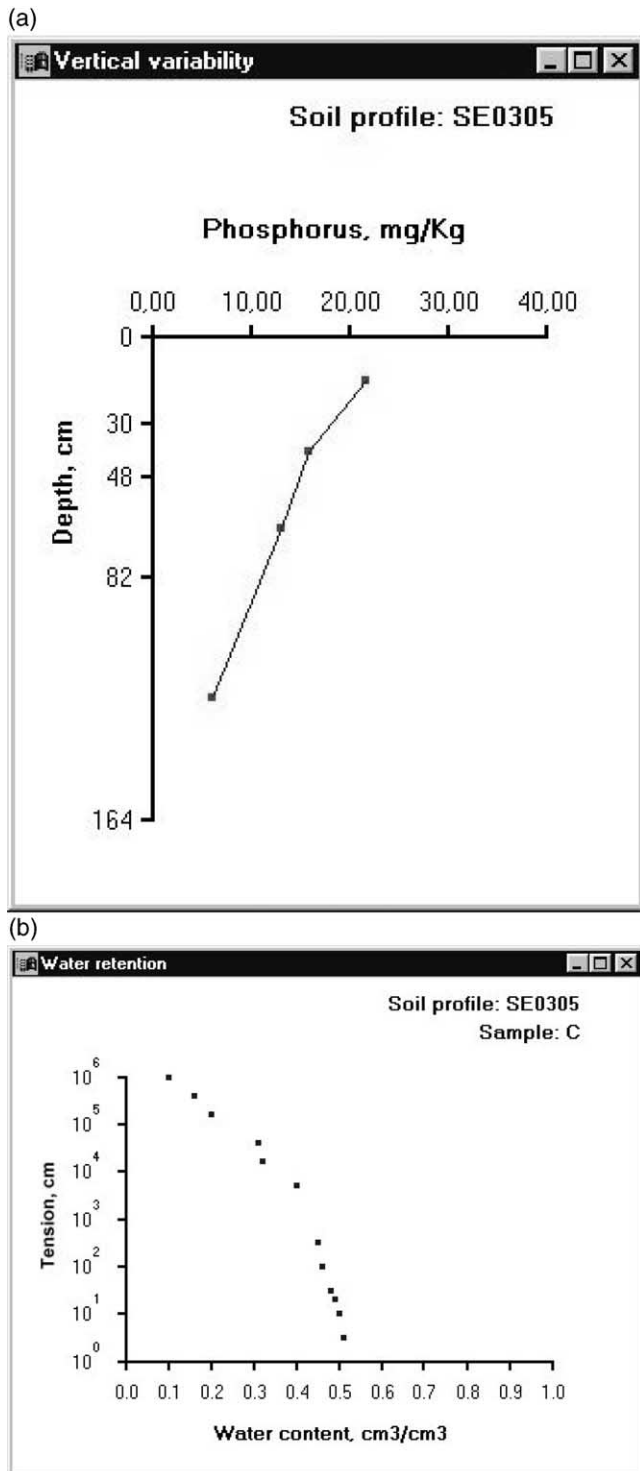 (a)
Vertical variability
Soil profile: SE0305
Phosphorus, mg/Kg
0,00 10,00 20,00 30,00 40,00
0
30
48
82
164
Depth, cm
(b)
Water retention
Soil profile: SE0305
Sample: C
10^6
10^5
10^4
10^3
10^2
10^1
10^0
Tension, cm
0.0 0.1 0.2 0.3 0.4 0.5 0.6 0.7 0.8 0.9 1.0
Water content, cm3/cm3